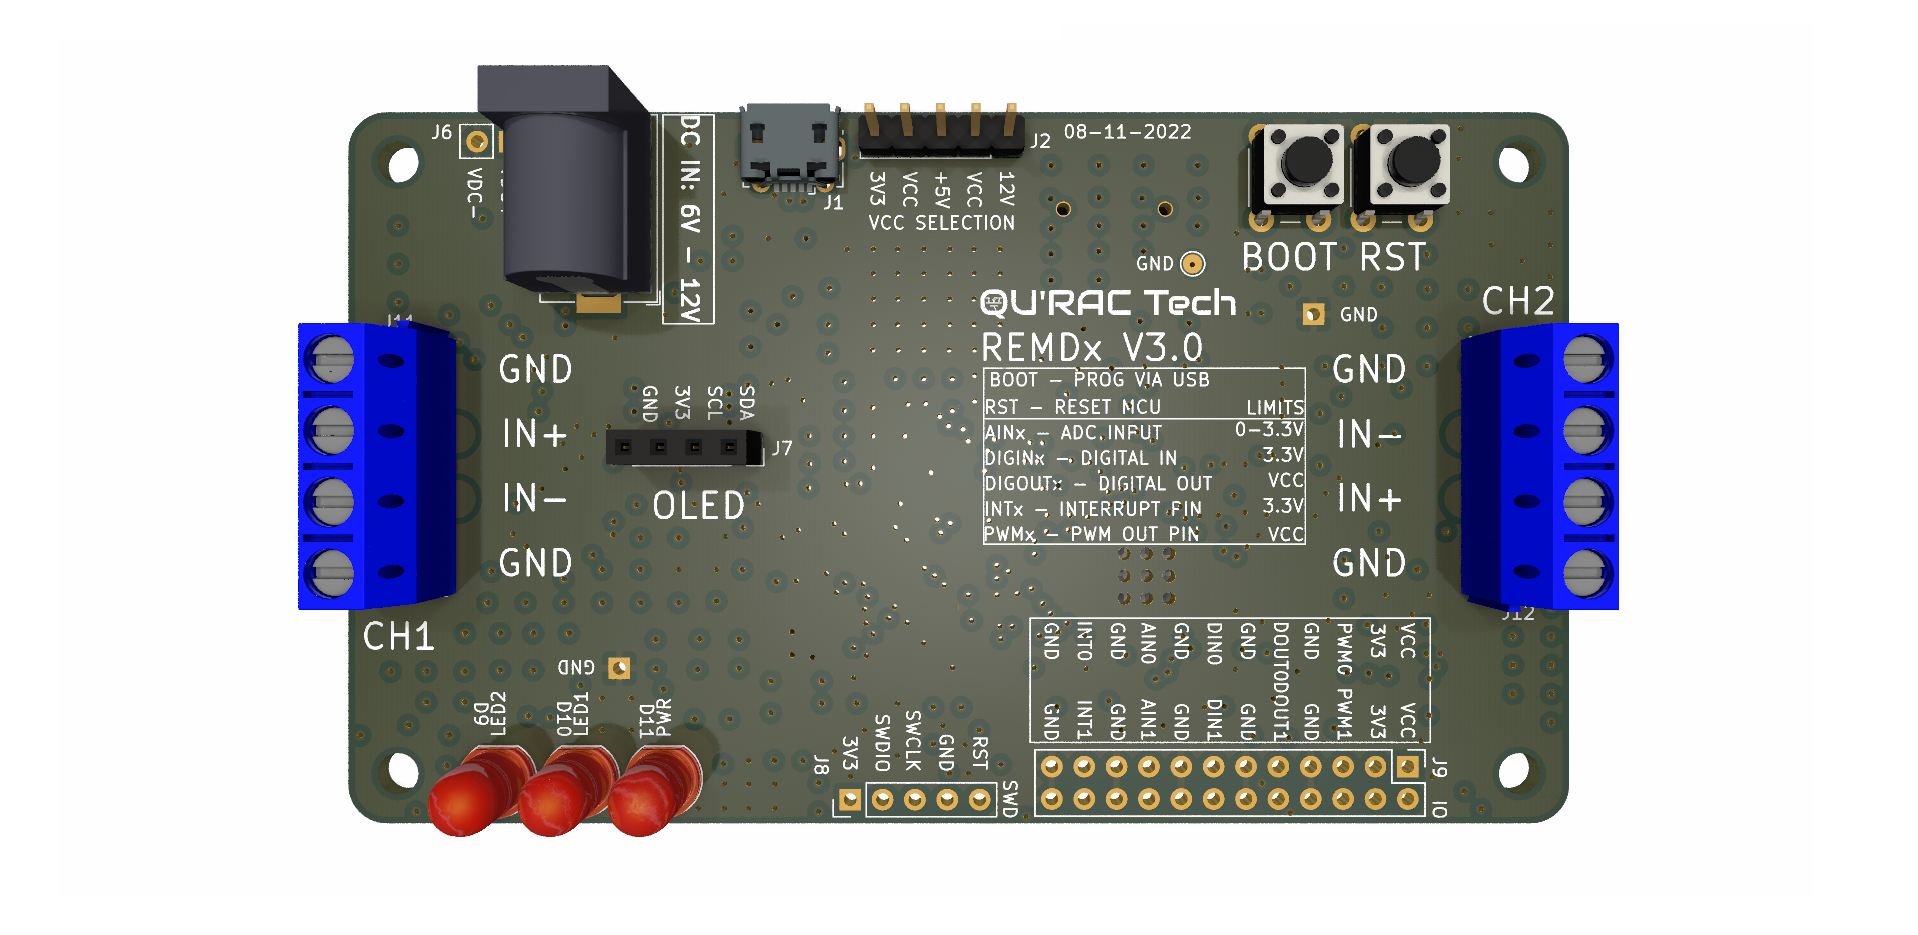 J6
VDC-
DC IN: 6V - 12V
J1
J2
08-11-2022
3V3
VCC
+5V
VCC
12V
VCC SELECTION
GND
BOOT
RST
QU'RAC Tech
REMDx V3.0
GND
CH2
BOOT - PROG VIA USB
RST - RESET MCU LIMITS
AINx - ADC INPUT 0-3.3V
DIGINx - DIGITAL IN 3.3V
DIGOUTx - DIGITAL OUT VCC
INTx - INTERRUPT PIN 3.3V
PWMx - PWM OUT PIN VCC
J11
GND
IN+
IN-
GND
CH1
GND
3V3
SCL
SDA
J7
OLED
GND
IN-
IN+
GND
J12
GND
D9
LED2
D10
LED1
D11
PWR
J8
3V3
SWDIO
SWCLK
GND
RST
SWD
GND INT0 GND AIN0 GND DIN0 GND DOUT0 GND PWM0 3V3 VCC
GND INT1 GND AIN1 GND DIN1 GND DOUT1 GND PWM1 3V3 VCC
J9
IO